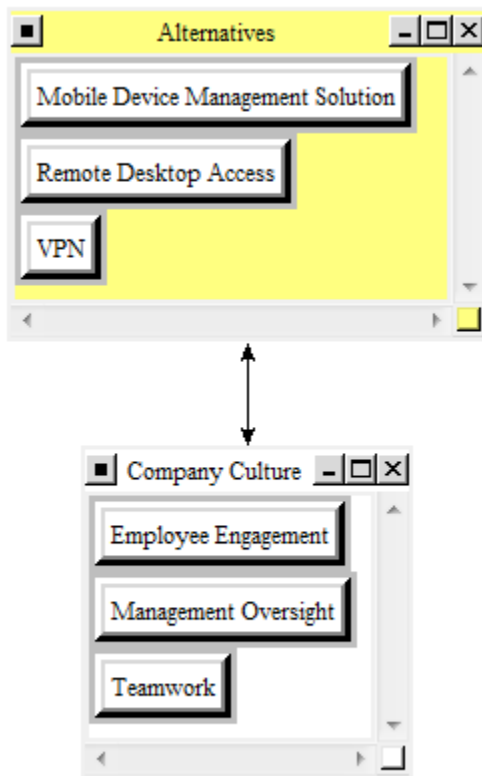 Alternatives
Mobile Device Management Solution
Remote Desktop Access
VPN
Company Culture
Employee Engagement
Management Oversight
Teamwork